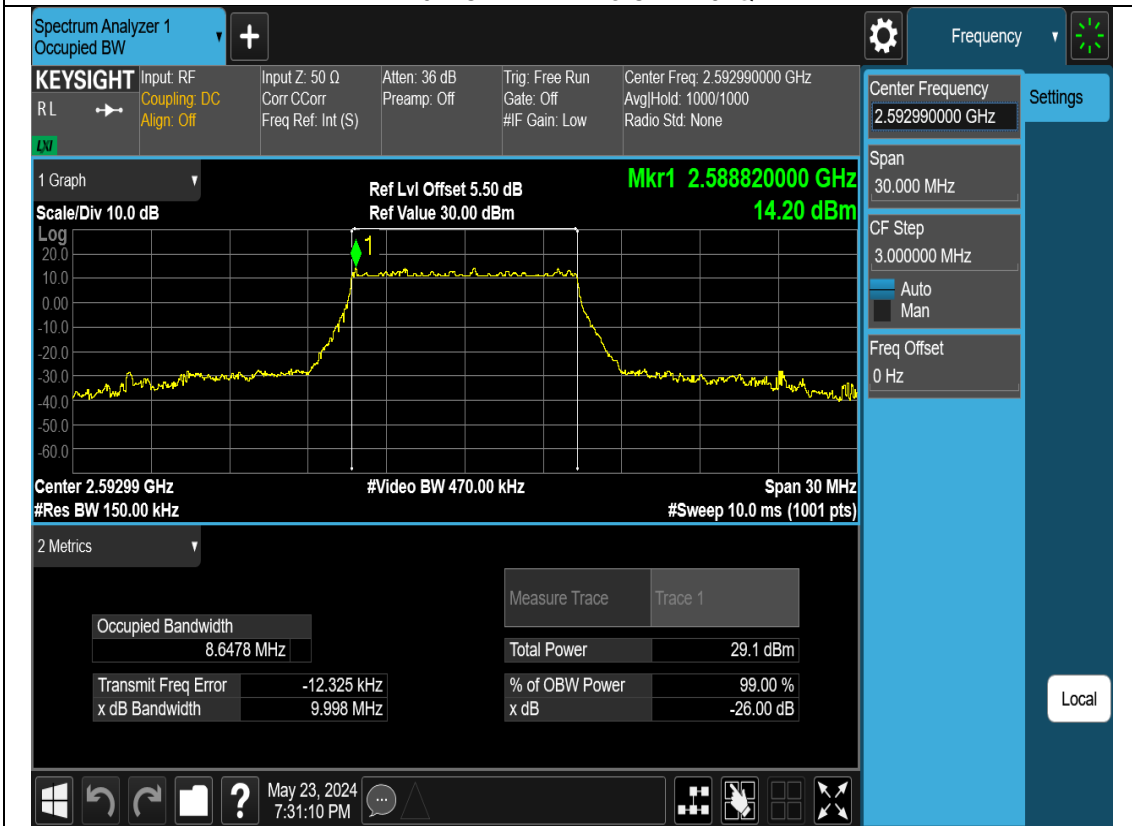 Spectrum Analyzer 1
Occupied BW
+
Frequency
KEYSIGHT
R L
LXI
Input: RF
Coupling: DC
Align: Off
Input Z: 50 Ω
Corr CCorr
Freq Ref: Int (S)
Atten: 36 dB
Preamp: Off
Trig: Free Run
Gate: Off
#IF Gain: Low
Center Freq: 2.592990000 GHz
Avg|Hold: 1000/1000
Radio Std: None
Center Frequency
2.592990000 GHz
Settings
Span
30.000 MHz
CF Step
3.000000 MHz
Auto
Man
Freq Offset
0 Hz
Local
1 Graph
Scale/Div 10.0 dB
Ref Lvl Offset 5.50 dB
Ref Value 30.00 dBm
Mkr1 2.588820000 GHz
14.20 dBm
Log
1
20.0
10.0
0.00
-10.0
-20.0
-30.0
-40.0
-50.0
-60.0
Center 2.59299 GHz
#Video BW 470.00 kHz
Span 30 MHz
#Res BW 150.00 kHz
#Sweep 10.0 ms (1001 pts)
2 Metrics
Measure Trace Trace 1
Occupied Bandwidth
8.6478 MHz
Total Power 29.1 dBm
Transmit Freq Error -12.325 kHz
% of OBW Power 99.00 %
x dB Bandwidth 9.998 MHz
x dB -26.00 dB
?
May 23, 2024
7:31:10 PM